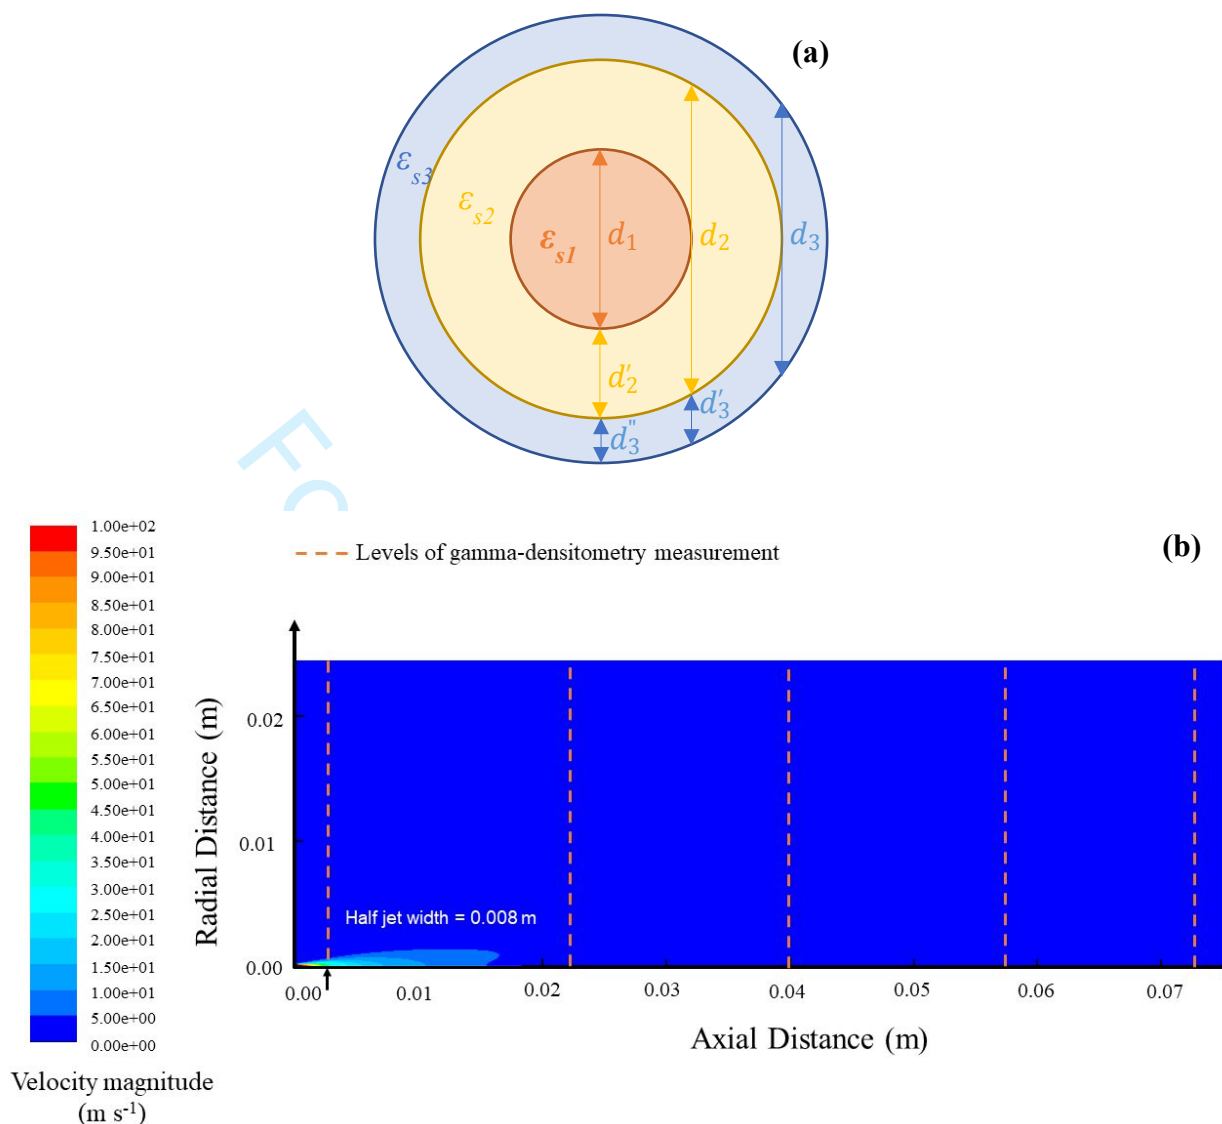 (a)
εs3
εs2
εs1
d1
d2
d3
d′2
d′3
d"3
Fo
1.00e+02
9.50e+01
9.00e+01
8.50e+01
8.00e+01
7.50e+01
7.00e+01
6.50e+01
6.00e+01
5.50e+01
5.00e+01
4.50e+01
4.00e+01
3.50e+01
3.00e+01
2.50e+01
2.00e+01
1.50e+01
1.00e+01
5.00e+00
0.00e+00
Velocity magnitude
(m s-1)
Levels of gamma-densitometry measurement
(b)
Radial Distance (m)
0.02
0.01
0.00
Half jet width = 0.008 m
0.00
0.01
0.02
0.03
0.04
0.05
0.06
0.07
Axial Distance (m)